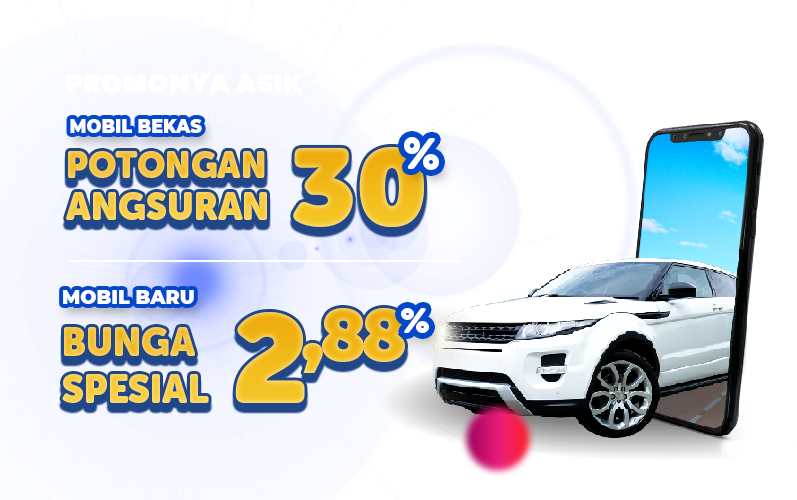 PROMONYA ASIK
MOBIL BEKAS
POTONGAN
ANGSURAN
30%
MOBIL BARU
BUNGA
SPESIAL
2,88%